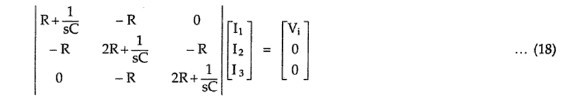 | R+1/sC   – R   0 | [I₁]   [Vᵢ]
| – R   2R+1/sC   – R | [I₂] = [0]   ... (18)
| 0   – R   2R+1/sC | [I₃]   [0]